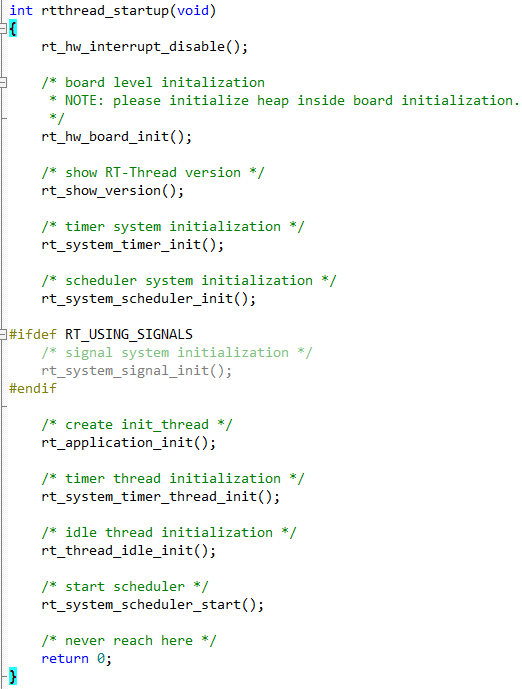 int rtthread_startup(void)
{
    rt_hw_interrupt_disable();

    /* board level initalization
     * NOTE: please initialize heap inside board initialization.
     */
    rt_hw_board_init();

    /* show RT-Thread version */
    rt_show_version();

    /* timer system initialization */
    rt_system_timer_init();

    /* scheduler system initialization */
    rt_system_scheduler_init();

#ifdef RT_USING_SIGNALS
    /* signal system initialization */
    rt_system_signal_init();
#endif

    /* create init_thread */
    rt_application_init();

    /* timer thread initialization */
    rt_system_timer_thread_init();

    /* idle thread initialization */
    rt_thread_idle_init();

    /* start scheduler */
    rt_system_scheduler_start();

    /* never reach here */
    return 0;
}